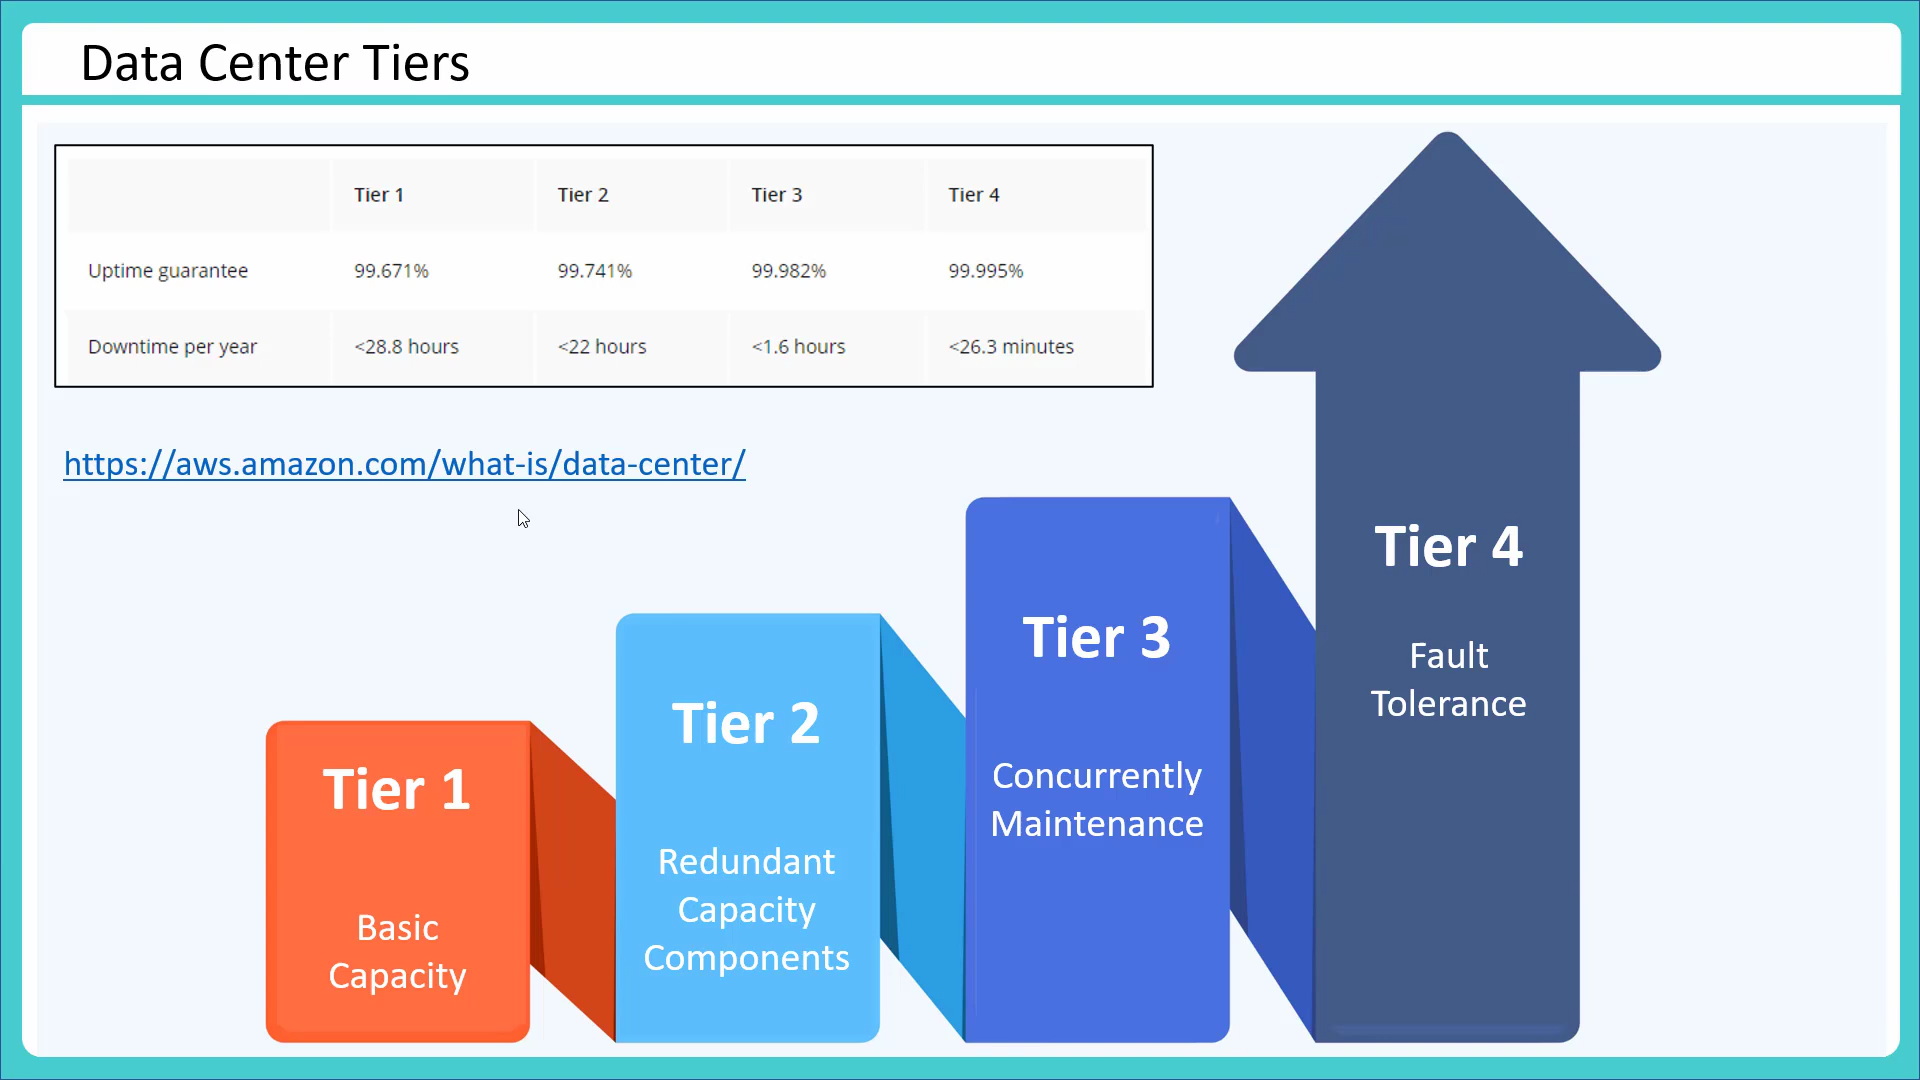 Data Center Tiers
Tier 1 Tier 2 Tier 3 Tier 4
Uptime guarantee 99.671% 99.741% 99.982% 99.995%
Downtime per year <28.8 hours <22 hours <1.6 hours <26.3 minutes
https://aws.amazon.com/what-is/data-center/
Tier 1
Basic
Capacity
Tier 2
Redundant
Capacity
Components
Tier 3
Concurrently
Maintenance
Tier 4
Fault
Tolerance